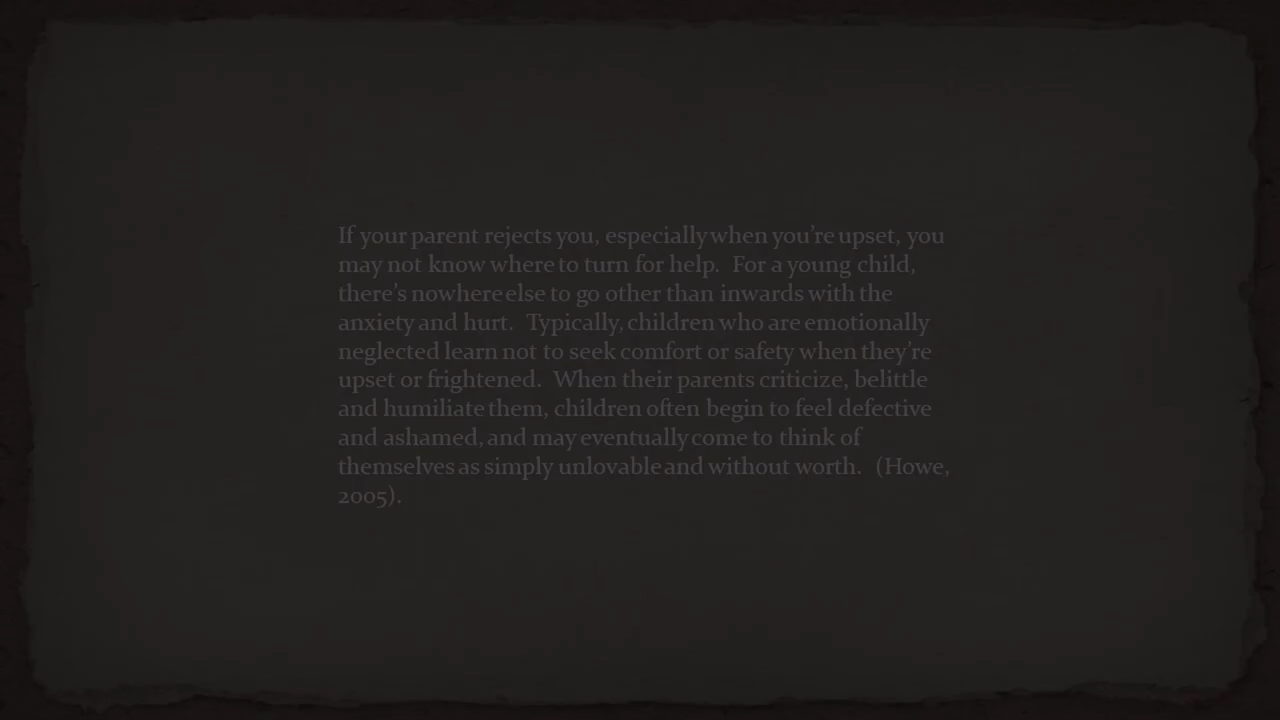 If your parent rejects you, especially when you're upset, you
may not know where to turn for help.  For a young child,
there's nowhere else to go other than inwards with the
anxiety and hurt.  Typically, children who are emotionally
neglected learn not to seek comfort or safety when they're
upset or frightened.  When their parents criticize, belittle
and humiliate them, children often begin to feel defective
and ashamed, and may eventually come to think of
themselves as simply unlovable and without worth.  (Howe,
2005).